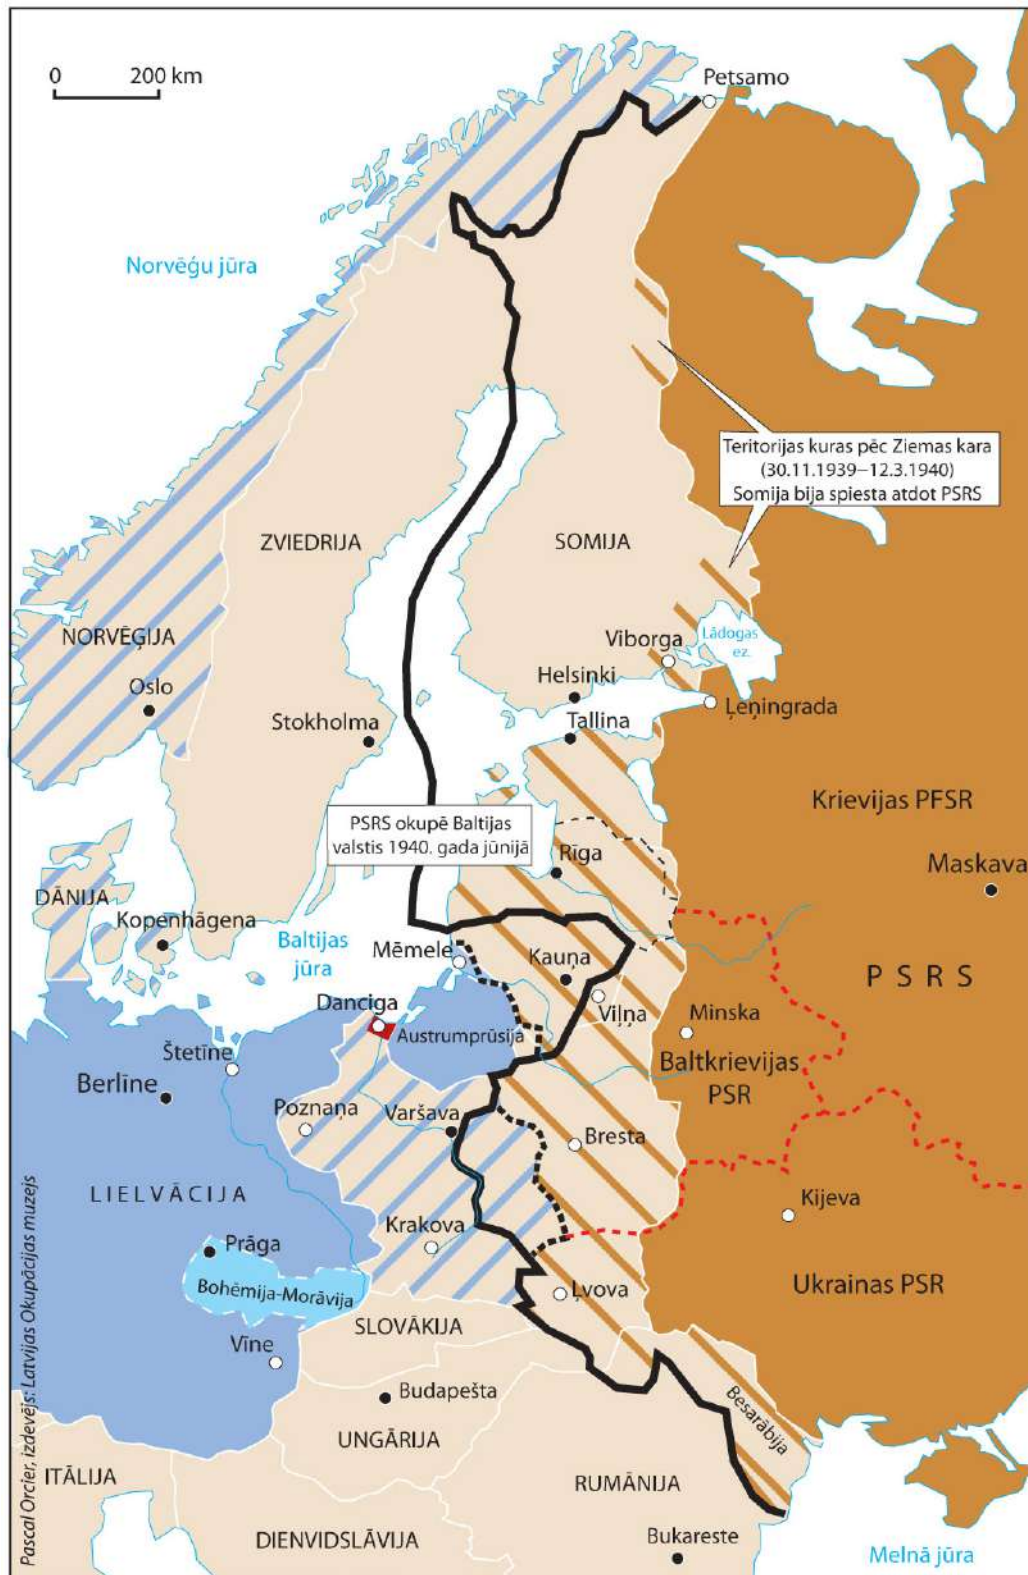 0 200 km
Petsamo
Norvēģu jūra
Teritorijas kuras pēc Ziemas kara
(30.11.1939–12.3.1940)
Somija bija spiesta atdot PSRS
ZVIEDRIJA
SOMIJA
NORVĒĢIJA
Viborga
Lādogas
ez.
Oslo
Helsinki
Ļeņingrada
Stokholma
Tallina
Krievijas PFSR
PSRS okupē Baltijas
valstis 1940. gada jūnijā
Rīga
Maskava
DĀNIJA
Kopenhāgena
Baltijas
jūra
Mēmele
Kauņa
PSRS
Viļņa
Danciga
Austrumprūsija
Minska
Štetīne
Baltkrievijas
PSR
Berlīne
Poznaņa
Varšava
Bresta
LIELVĀCIJA
Kijeva
Krakova
Prāga
Bohēmija-Morāvija
Ļvova
Ukrainas PSR
SLOVĀKIJA
Vīne
Budapešta
Besarābija
UNGĀRIJA
ITĀLIJA
RUMĀNIJA
DIENVIDSLĀVIJA
Bukareste
Melnā jūra
Pascal Orcier, izdevējs: Latvijas Okupācijas muzejs